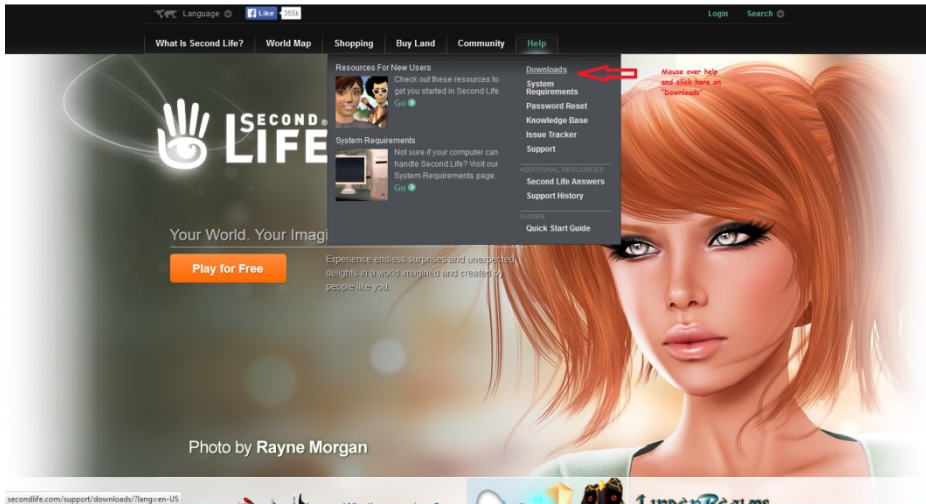 Language
Like 365k
Login Search
What Is Second Life? World Map Shopping Buy Land Community Help
Resources For New Users
Check out these resources to
get you started in Second Life.
Go
System Requirements
Not sure if your computer can
handle Second Life? Visit our
System Requirements page.
Go
Downloads
System
Requirements
Password Reset
Knowledge Base
Issue Tracker
Support
ADDITIONAL RESOURCES
Second Life Answers
Support History
GUIDES
Quick Start Guide
Mouse over help
and click here on
"Downloads"
SECOND
LIFE
Your World. Your Imagi
Play for Free
Experience endless surprises and unexpected
delights in a world imagined and created by
people like you.
Photo by Rayne Morgan
secondlife.com/support/downloads/?lang=en-US
LINDEN REALMS